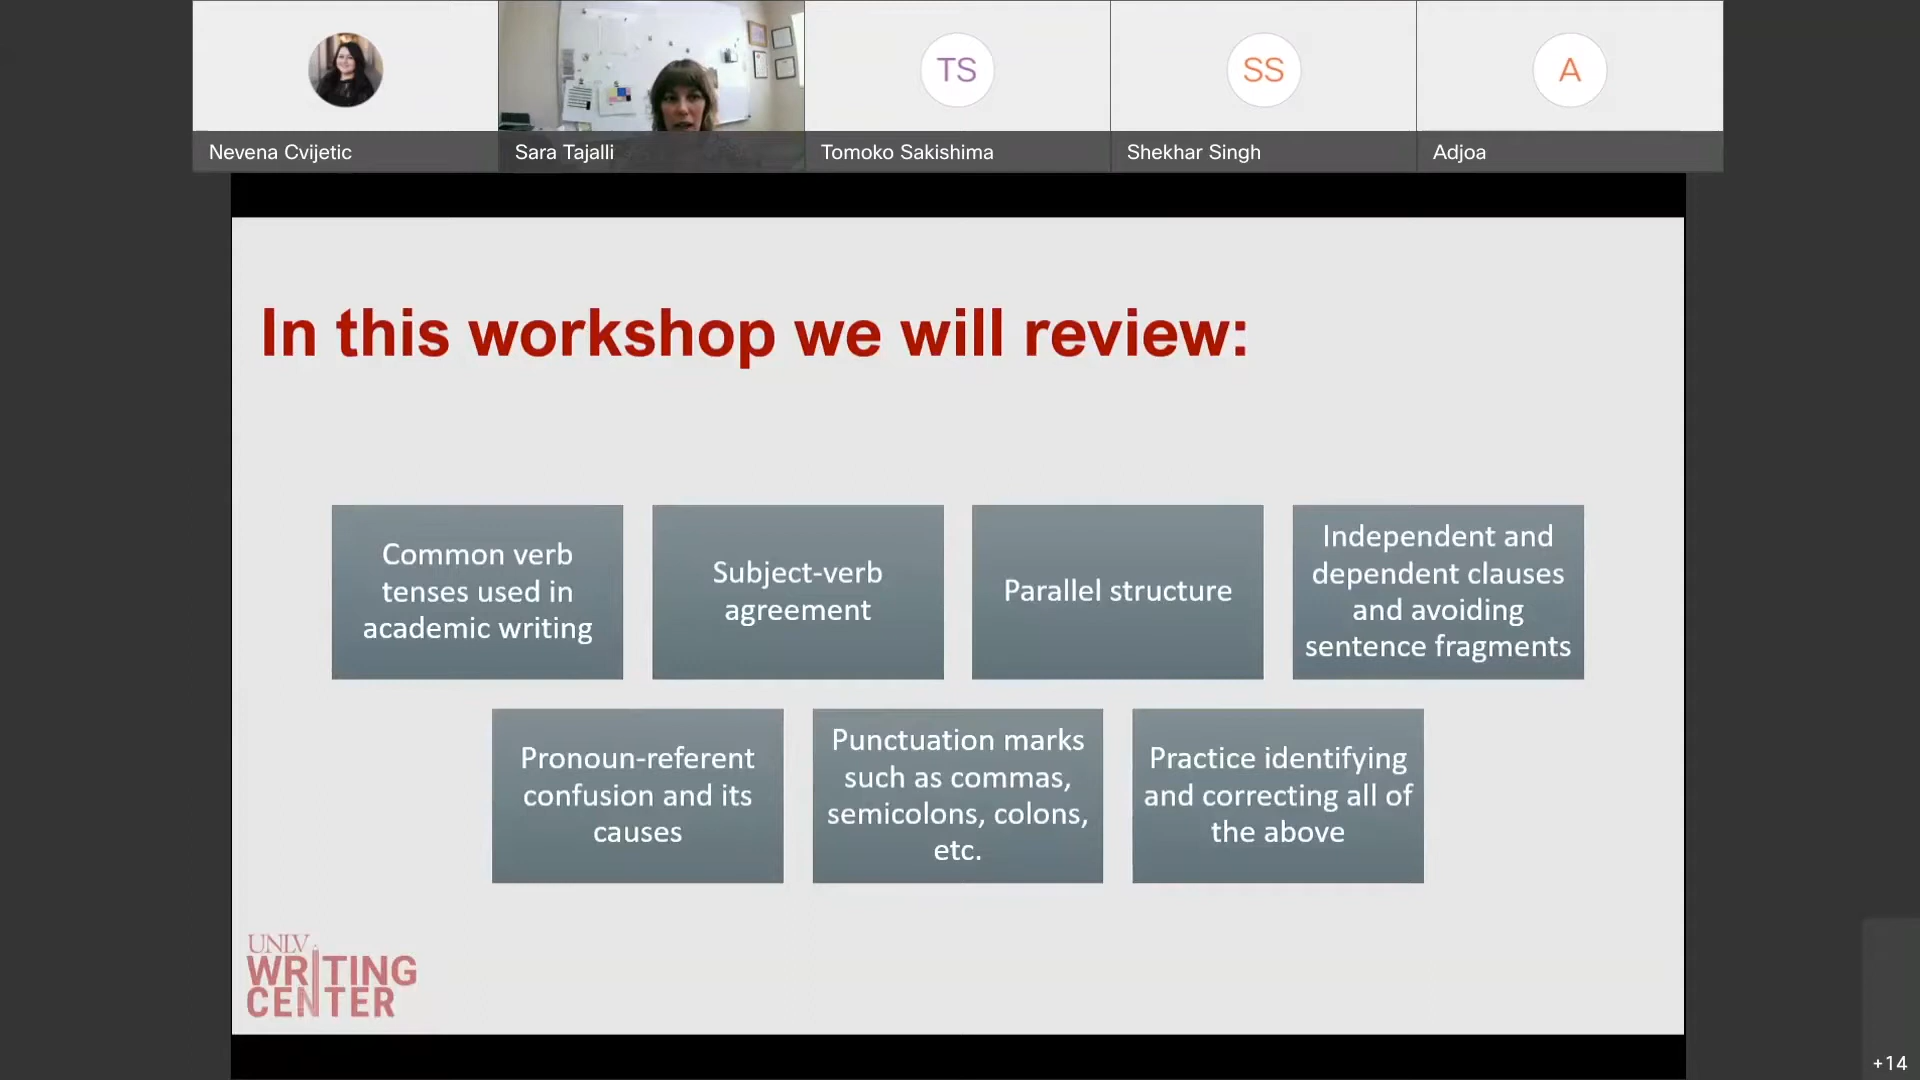 TS
SS
A
Nevena Cvijetic
Sara Tajalli
Tomoko Sakishima
Shekhar Singh
Adjoa
In this workshop we will review:
Common verb
tenses used in
academic writing
Subject-verb
agreement
Parallel structure
Independent and
dependent clauses
and avoiding
sentence fragments
Pronoun-referent
confusion and its
causes
Punctuation marks
such as commas,
semicolons, colons,
etc.
Practice identifying
and correcting all of
the above
UNLV
WRITING
CENTER
+14